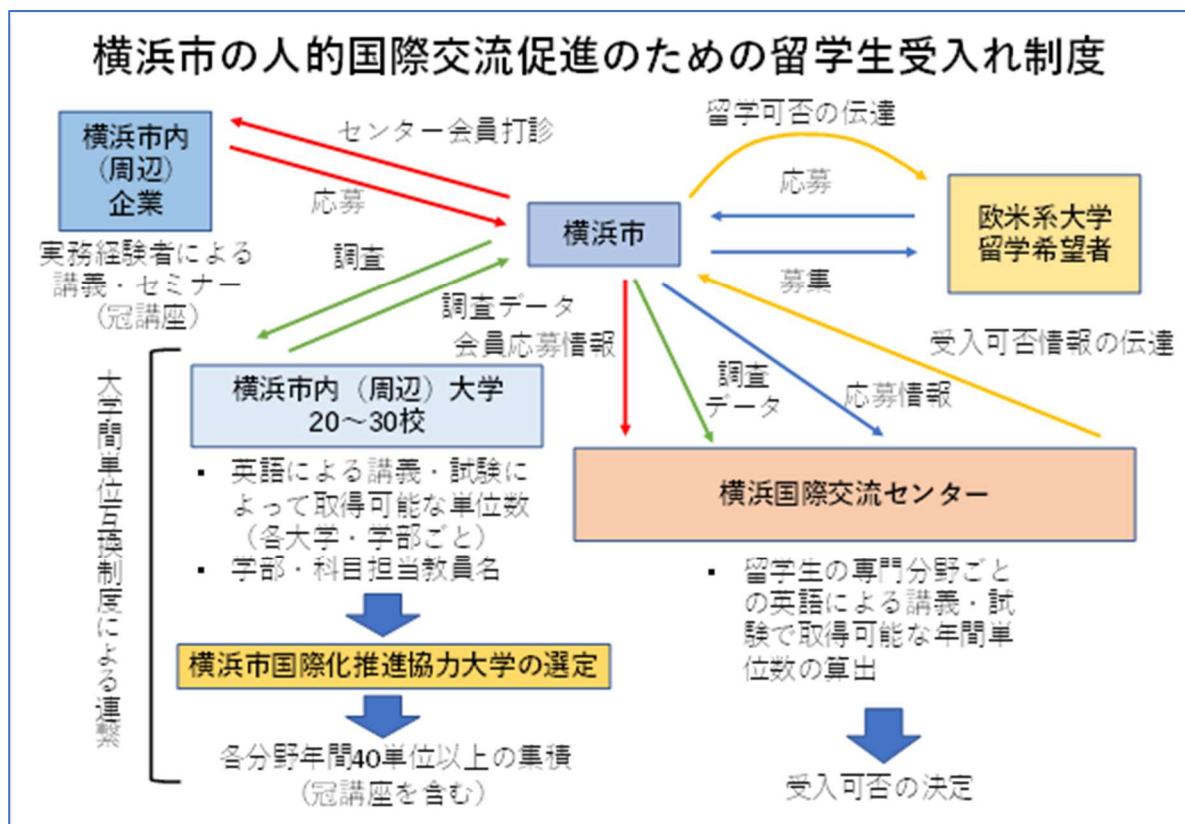 横浜市の人的国際交流促進のための留学生受入れ制度
横浜市内
（周辺）
企業
実務経験者による
講義・セミナー
（冠講座）
センター会員打診
応募
横浜市
留学可否の伝達
応募
募集
欧米系大学
留学希望者
調査
調査データ
会員応募情報
調査
データ
応募情報
受入可否情報の伝達
大学間単位互換制度による連繋
横浜市内（周辺）大学
20～30校
▪ 英語による講義・試験に
よって取得可能な単位数
（各大学・学部ごと）
▪ 学部・科目担当教員名
横浜市国際化推進協力大学の選定
各分野年間40単位以上の集積
（冠講座を含む）
横浜国際交流センター
▪ 留学生の専門分野ごと
の英語による講義・試
験で取得可能な年間単
位数の算出
受入可否の決定